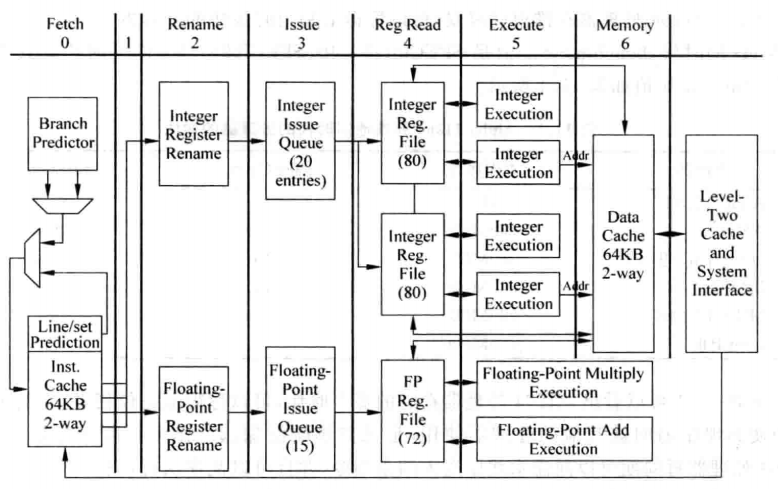 Fetch
0
1
Rename
2
Issue
3
Reg Read
4
Execute
5
Memory
6
Branch
Predictor
Integer
Register
Rename
Integer
Issue
Queue
(20
entries)
Integer
Reg.
File
(80)
Integer
Execution
Integer
Execution
Addr
Integer
Reg.
File
(80)
Integer
Execution
Integer
Execution
Addr
Data
Cache
64KB
2-way
Level-
Two
Cache
and
System
Interface
Line/set
Prediction
Inst.
Cache
64KB
2-way
Floating-
Point
Register
Rename
Floating-
Point
Issue
Queue
(15)
FP
Reg.
File
(72)
Floating-Point Multiply
Execution
Floating-Point Add
Execution